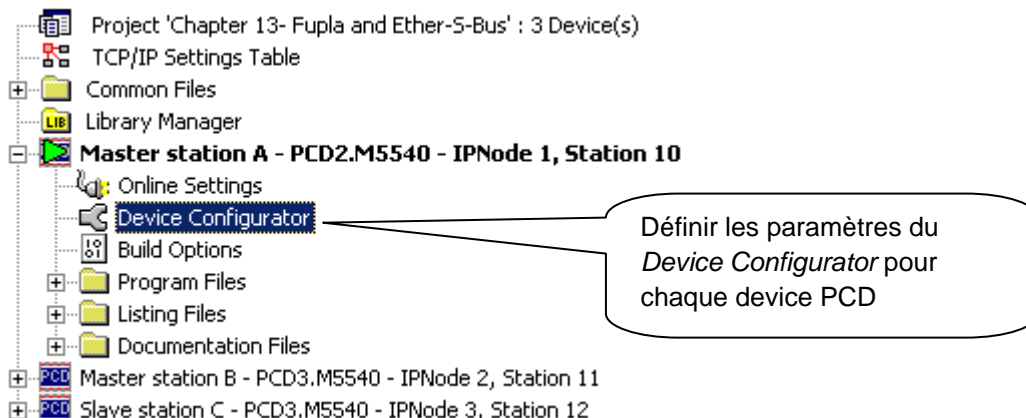 Project 'Chapter 13- Fupla and Ether-S-Bus' : 3 Device(s)
TCP/IP Settings Table
Common Files
LIB Library Manager
Master station A - PCD2.M5540 - IPNode 1, Station 10
Online Settings
Device Configurator
Build Options
Program Files
Listing Files
Documentation Files
PCD Master station B - PCD3.M5540 - IPNode 2, Station 11
PCD Slave station C - PCD3.M5540 - IPNode 3, Station 12
Définir les paramètres du
Device Configurator pour
chaque device PCD